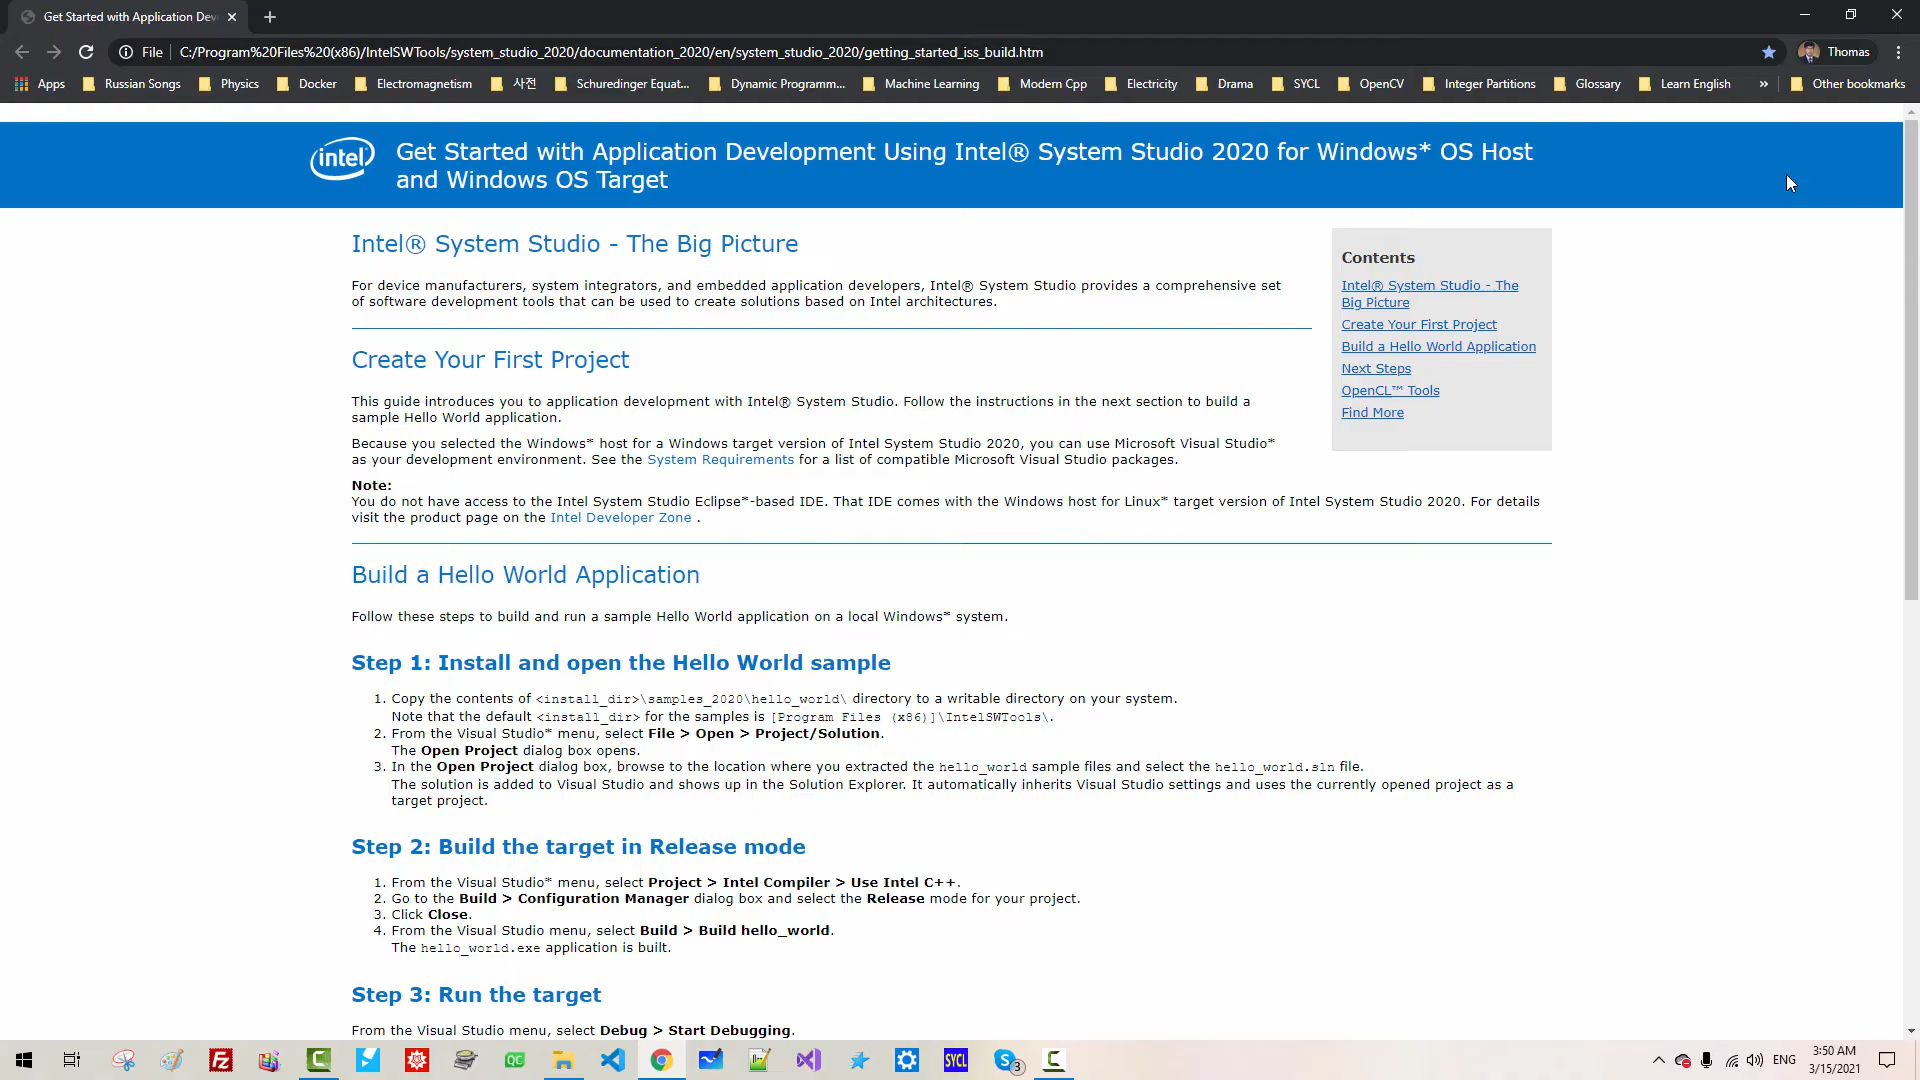 Get Started with Application Dev
File
C:/Program%20Files%20(x86)/IntelSWTools/system_studio_2020/documentation_2020/en/system_studio_2020/getting_started_iss_build.htm
Thomas
Apps
Russian Songs
Physics
Docker
Electromagnetism
사전
Schuredinger Equat...
Dynamic Programm...
Machine Learning
Modern Cpp
Electricity
Drama
SYCL
OpenCV
Integer Partitions
Glossary
Learn English
»
Other bookmarks
intel
Get Started with Application Development Using Intel® System Studio 2020 for Windows* OS Host
and Windows OS Target
Intel® System Studio - The Big Picture
For device manufacturers, system integrators, and embedded application developers, Intel® System Studio provides a comprehensive set
of software development tools that can be used to create solutions based on Intel architectures.
Contents
Intel® System Studio - The
Big Picture
Create Your First Project
Build a Hello World Application
Next Steps
OpenCL™ Tools
Find More
Create Your First Project
This guide introduces you to application development with Intel® System Studio. Follow the instructions in the next section to build a
sample Hello World application.
Because you selected the Windows* host for a Windows target version of Intel System Studio 2020, you can use Microsoft Visual Studio*
as your development environment. See the System Requirements for a list of compatible Microsoft Visual Studio packages.
Note:
You do not have access to the Intel System Studio Eclipse*-based IDE. That IDE comes with the Windows host for Linux* target version of Intel System Studio 2020. For details
visit the product page on the Intel Developer Zone .
Build a Hello World Application
Follow these steps to build and run a sample Hello World application on a local Windows* system.
Step 1: Install and open the Hello World sample
1. Copy the contents of <install_dir>\samples_2020\hello_world\ directory to a writable directory on your system.
Note that the default <install_dir> for the samples is [Program Files (x86)]\IntelSWTools\.
2. From the Visual Studio* menu, select File > Open > Project/Solution.
The Open Project dialog box opens.
3. In the Open Project dialog box, browse to the location where you extracted the hello_world sample files and select the hello_world.sln file.
The solution is added to Visual Studio and shows up in the Solution Explorer. It automatically inherits Visual Studio settings and uses the currently opened project as a
target project.
Step 2: Build the target in Release mode
1. From the Visual Studio* menu, select Project > Intel Compiler > Use Intel C++.
2. Go to the Build > Configuration Manager dialog box and select the Release mode for your project.
3. Click Close.
4. From the Visual Studio menu, select Build > Build hello_world.
The hello_world.exe application is built.
Step 3: Run the target
From the Visual Studio menu, select Debug > Start Debugging.
QC
SYCL
3
ENG
3:50 AM
3/15/2021